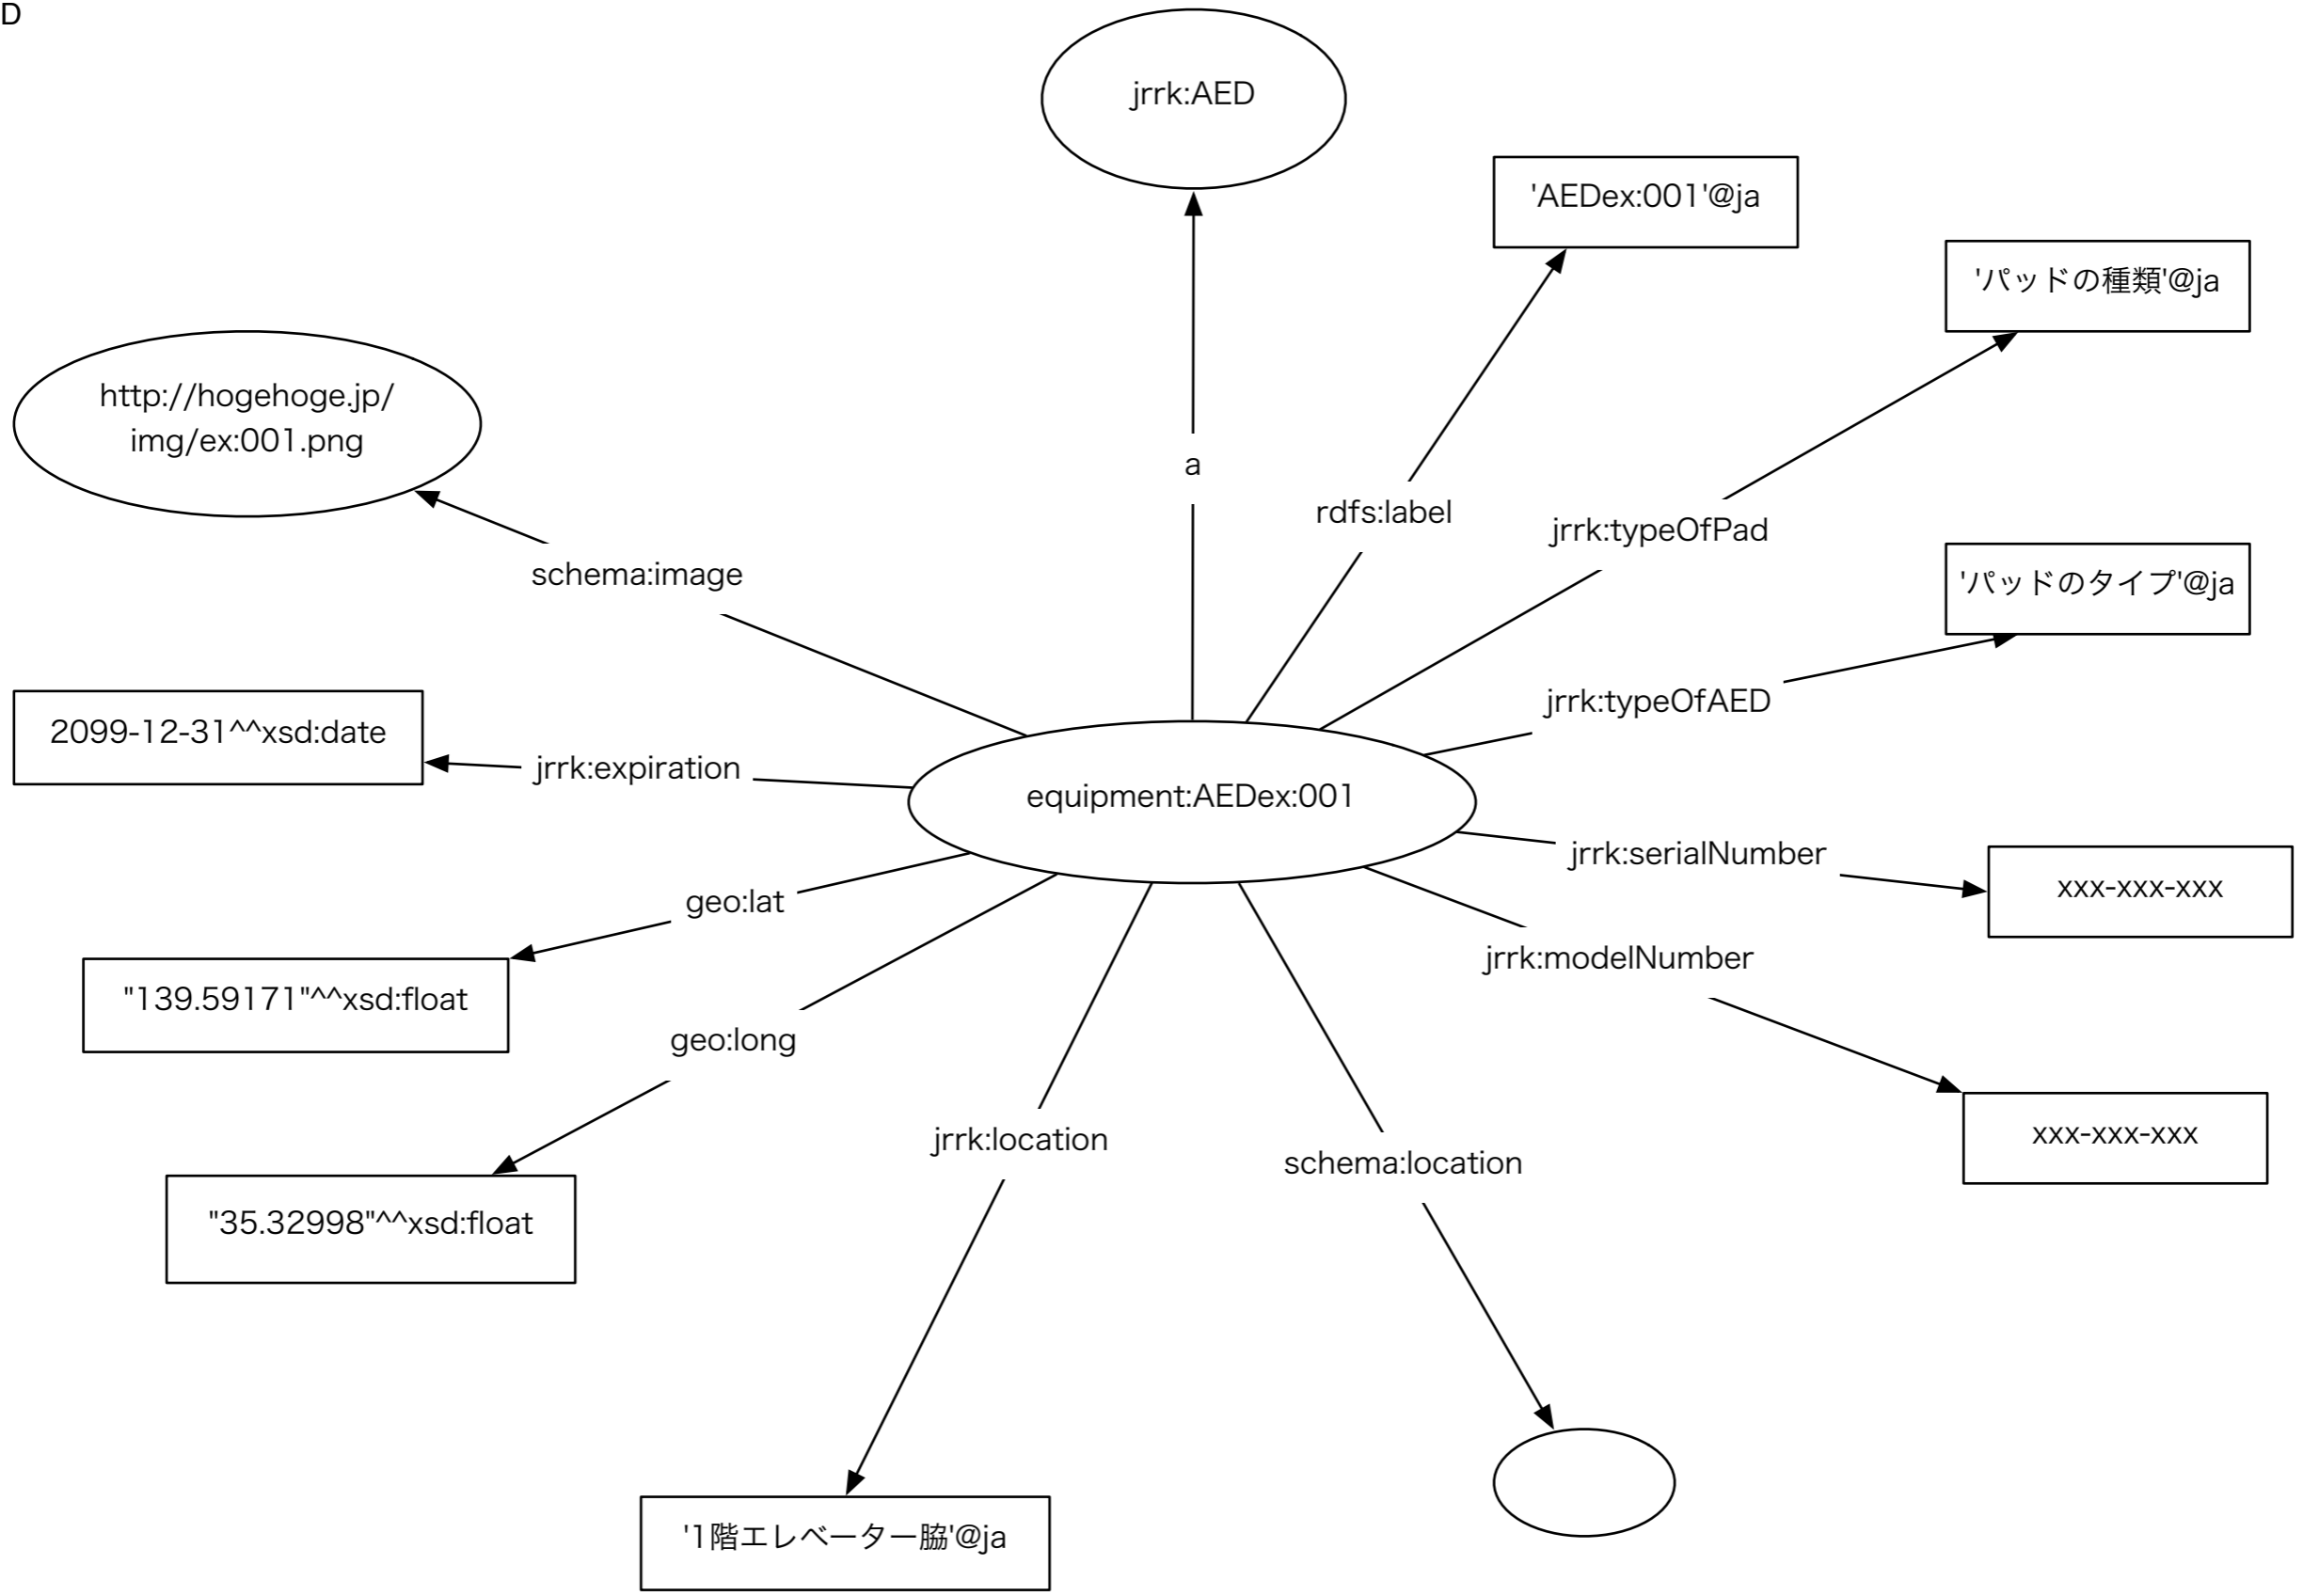 D
jrrk:AED
'AEDex:001'@ja
'パッドの種類'@ja
http://hogehoge.jp/
img/ex:001.png
a
rdfs:label
jrrk:typeOfPad
schema:image
'パッドのタイプ'@ja
jrrk:typeOfAED
2099-12-31^^xsd:date
jrrk:expiration
equipment:AEDex:001
jrrk:serialNumber
xxx-xxx-xxx
geo:lat
jrrk:modelNumber
"139.59171"^^xsd:float
geo:long
jrrk:location
xxx-xxx-xxx
schema:location
"35.32998"^^xsd:float
'1階エレベーター脇'@ja